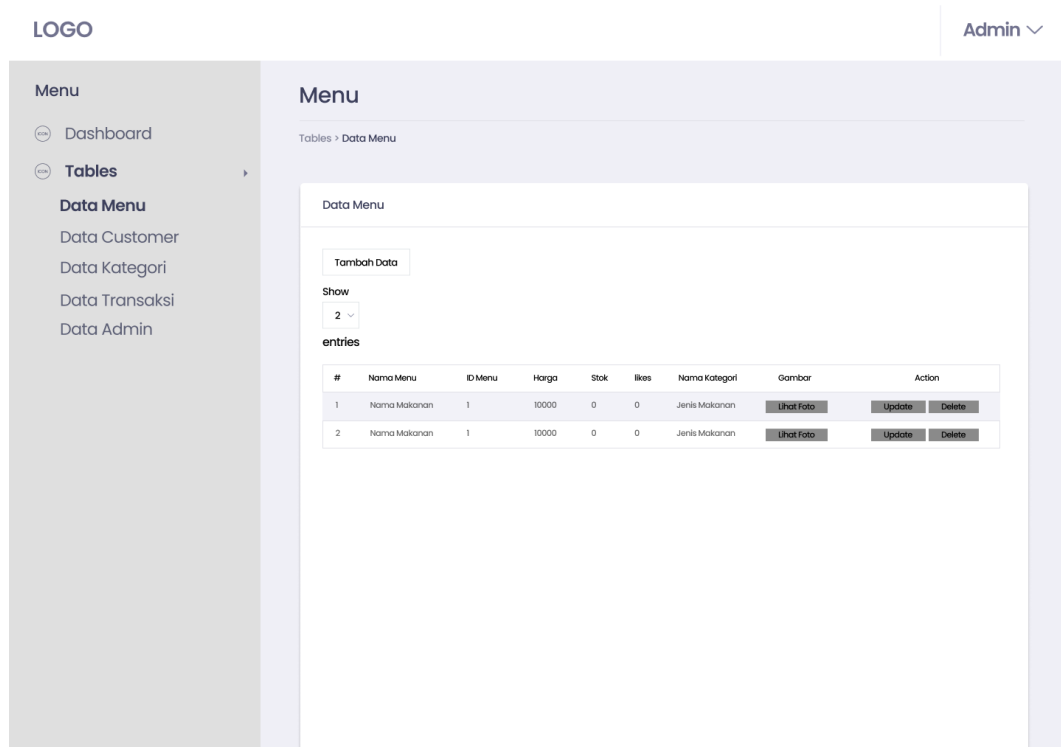 LOGO
Admin
Menu
ICON Dashboard
ICON Tables
Data Menu
Data Customer
Data Kategori
Data Transaksi
Data Admin
Menu
Tables > Data Menu
Data Menu
Tambah Data
Show
2
entries
# Nama Menu ID Menu Harga Stok likes Nama Kategori Gambar Action
1 Nama Makanan 1 10000 0 0 Jenis Makanan Lihat Foto Update Delete
2 Nama Makanan 1 10000 0 0 Jenis Makanan Lihat Foto Update Delete